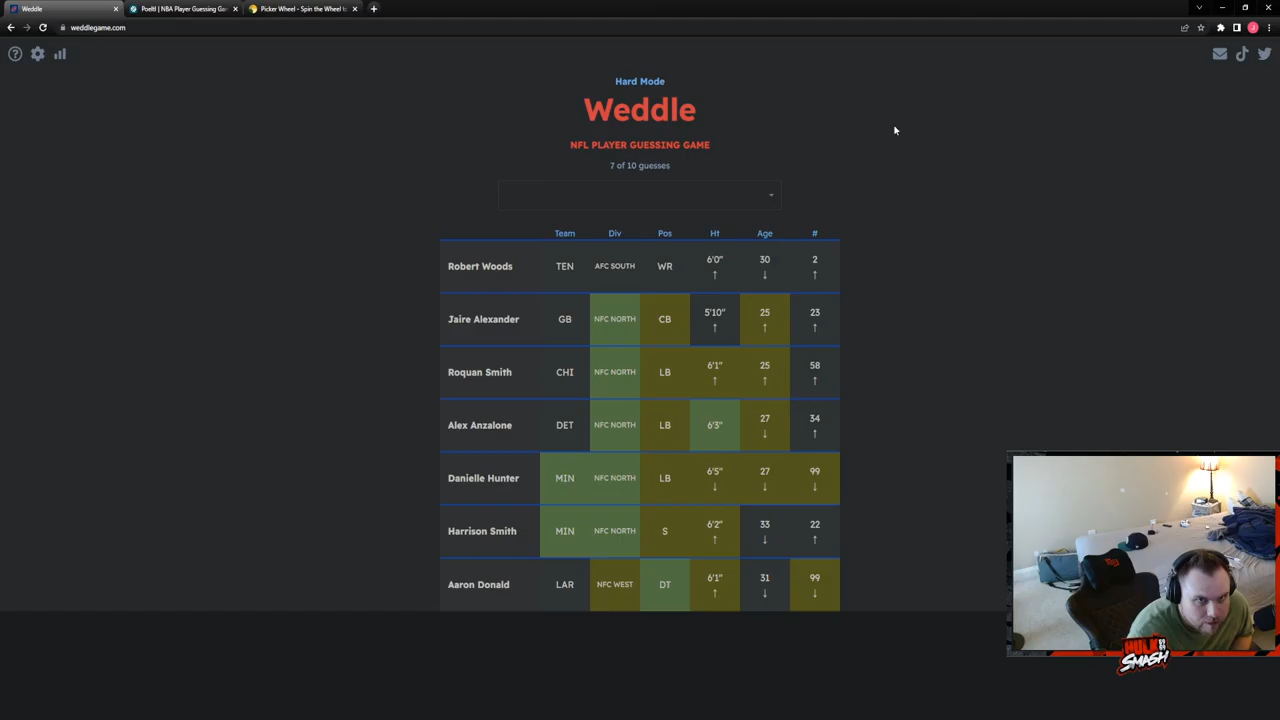 Weddle
Poeltl | NBA Player Guessing Ga
Picker Wheel - Spin the Wheel to
weddlegame.com
J
Hard Mode
Weddle
NFL PLAYER GUESSING GAME
7 of 10 guesses
Team Div Pos Ht Age #
Robert Woods TEN AFC SOUTH WR 6'0" ↑ 30 ↓ 2 ↑
Jaire Alexander GB NFC NORTH CB 5'10" ↑ 25 ↑ 23 ↑
Roquan Smith CHI NFC NORTH LB 6'1" ↑ 25 ↑ 58 ↑
Alex Anzalone DET NFC NORTH LB 6'3" 27 ↓ 34 ↑
Danielle Hunter MIN NFC NORTH LB 6'5" ↓ 27 ↓ 99 ↓
Harrison Smith MIN NFC NORTH S 6'2" ↑ 33 ↓ 22 ↑
Aaron Donald LAR NFC WEST DT 6'1" ↑ 31 ↓ 99 ↓
HULK
SMASH